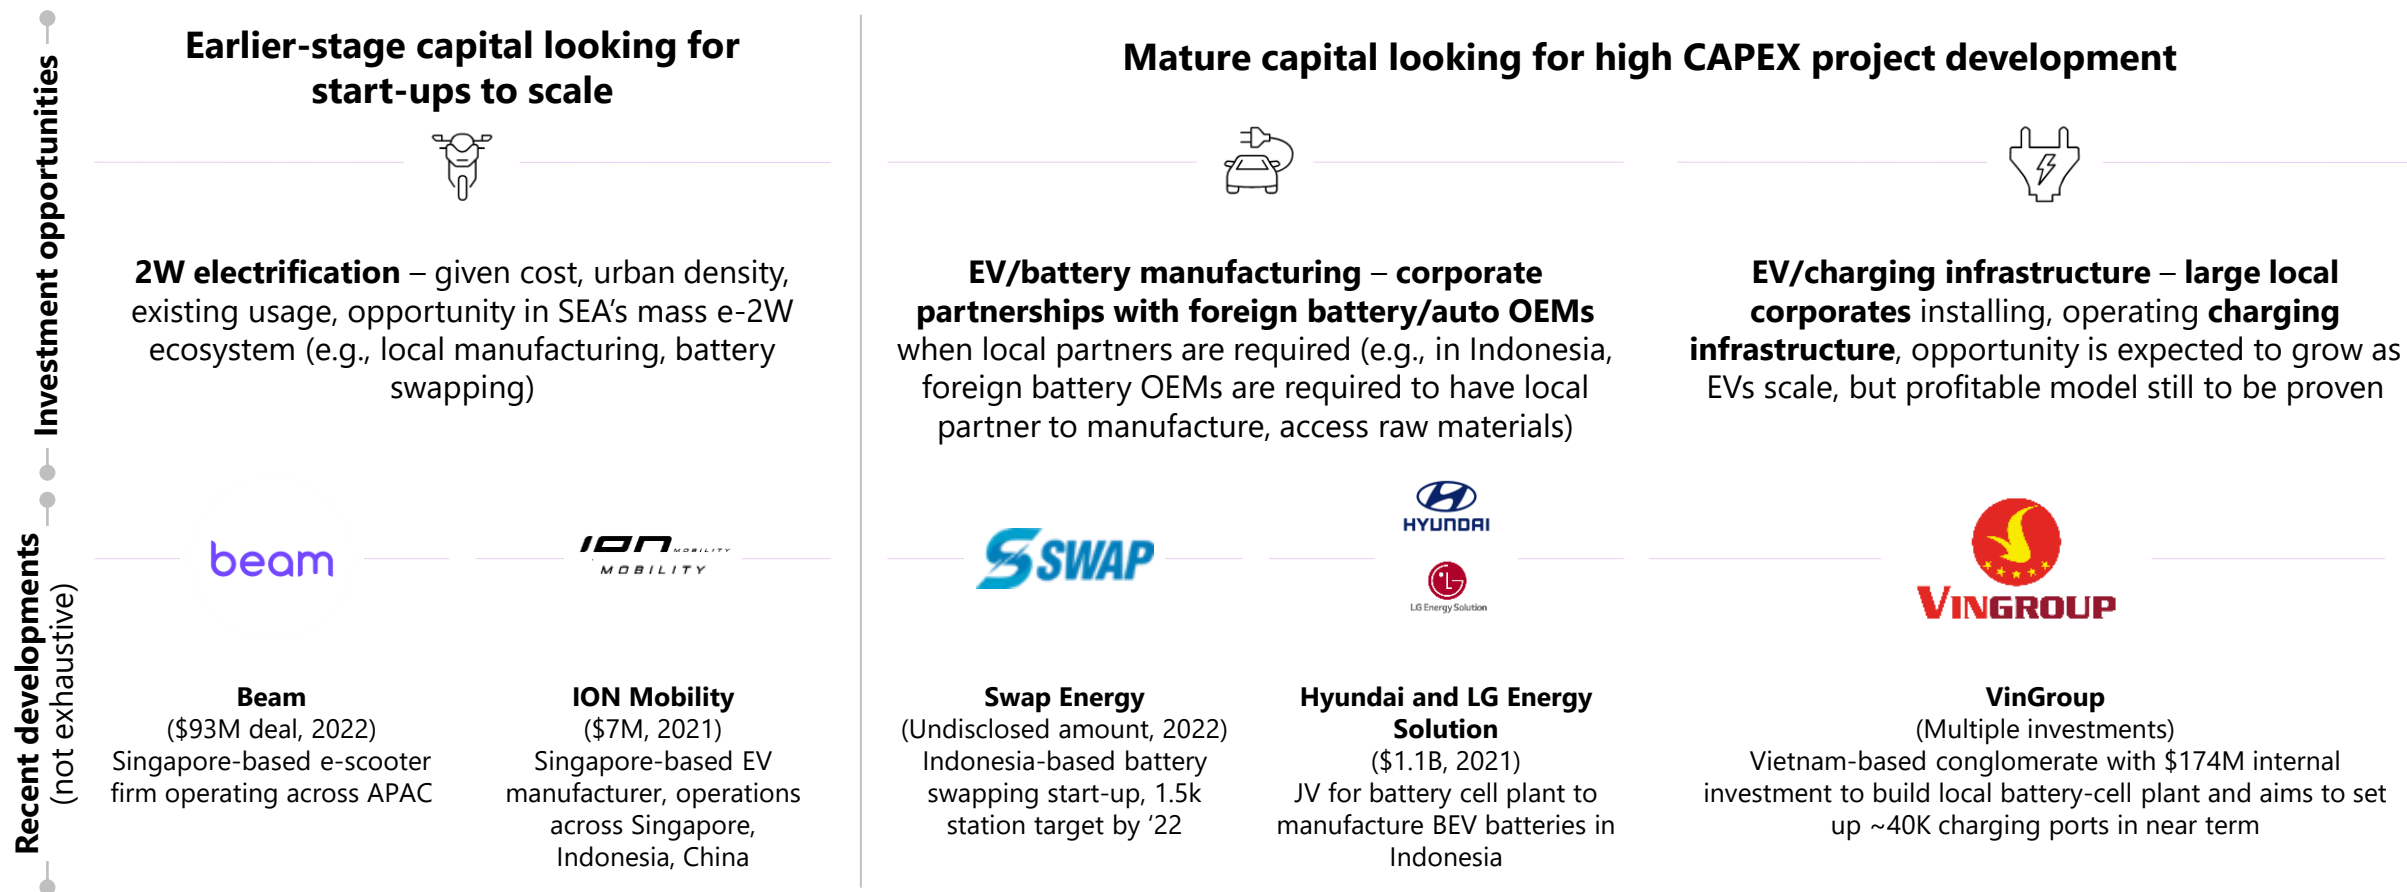 Investment opportunities
Earlier-stage capital looking for
start-ups to scale
Mature capital looking for high CAPEX project development
2W electrification – given cost, urban density,
existing usage, opportunity in SEA’s mass e-2W
ecosystem (e.g., local manufacturing, battery
swapping)
EV/battery manufacturing – corporate
partnerships with foreign battery/auto OEMs
when local partners are required (e.g., in Indonesia,
foreign battery OEMs are required to have local
partner to manufacture, access raw materials)
EV/charging infrastructure – large local
corporates installing, operating charging
infrastructure, opportunity is expected to grow as
EVs scale, but profitable model still to be proven
Recent developments
(not exhaustive)
beam
ION MOBILITY
MOBILITY
SWAP
HYUNDAI
LG Energy Solution
VINGROUP
Beam
($93M deal, 2022)
Singapore-based e-scooter
firm operating across APAC
ION Mobility
($7M, 2021)
Singapore-based EV
manufacturer, operations
across Singapore,
Indonesia, China
Swap Energy
(Undisclosed amount, 2022)
Indonesia-based battery
swapping start-up, 1.5k
station target by ‘22
Hyundai and LG Energy
Solution
($1.1B, 2021)
JV for battery cell plant to
manufacture BEV batteries in
Indonesia
VinGroup
(Multiple investments)
Vietnam-based conglomerate with $174M internal
investment to build local battery-cell plant and aims to set
up ~40K charging ports in near term